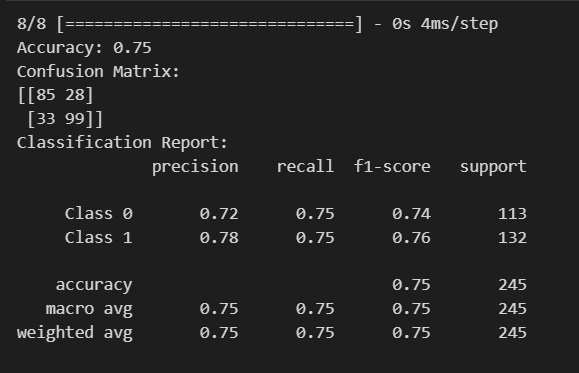 8/8 [==============================] - 0s 4ms/step
Accuracy: 0.75
Confusion Matrix:
[[85 28]
 [33 99]]
Classification Report:
              precision    recall  f1-score   support

     Class 0       0.72      0.75      0.74       113
     Class 1       0.78      0.75      0.76       132

    accuracy                           0.75       245
   macro avg       0.75      0.75      0.75       245
weighted avg       0.75      0.75      0.75       245